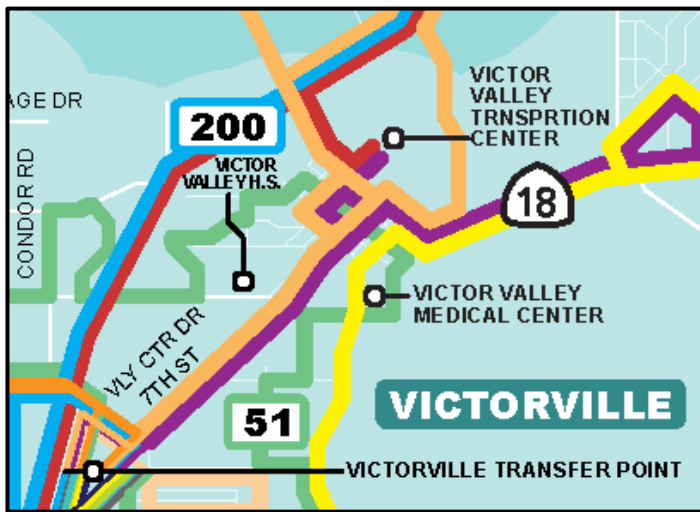 VICTOR
VALLEY
TRNSPRTION
CENTER
AGE DR
200
VICTOR
VALLEY H.S.
CONDOR RD
18
VICTOR VALLEY
MEDICAL CENTER
VLY CTR DR
7TH ST
VICTORVILLE
51
VICTORVILLE TRANSFER POINT